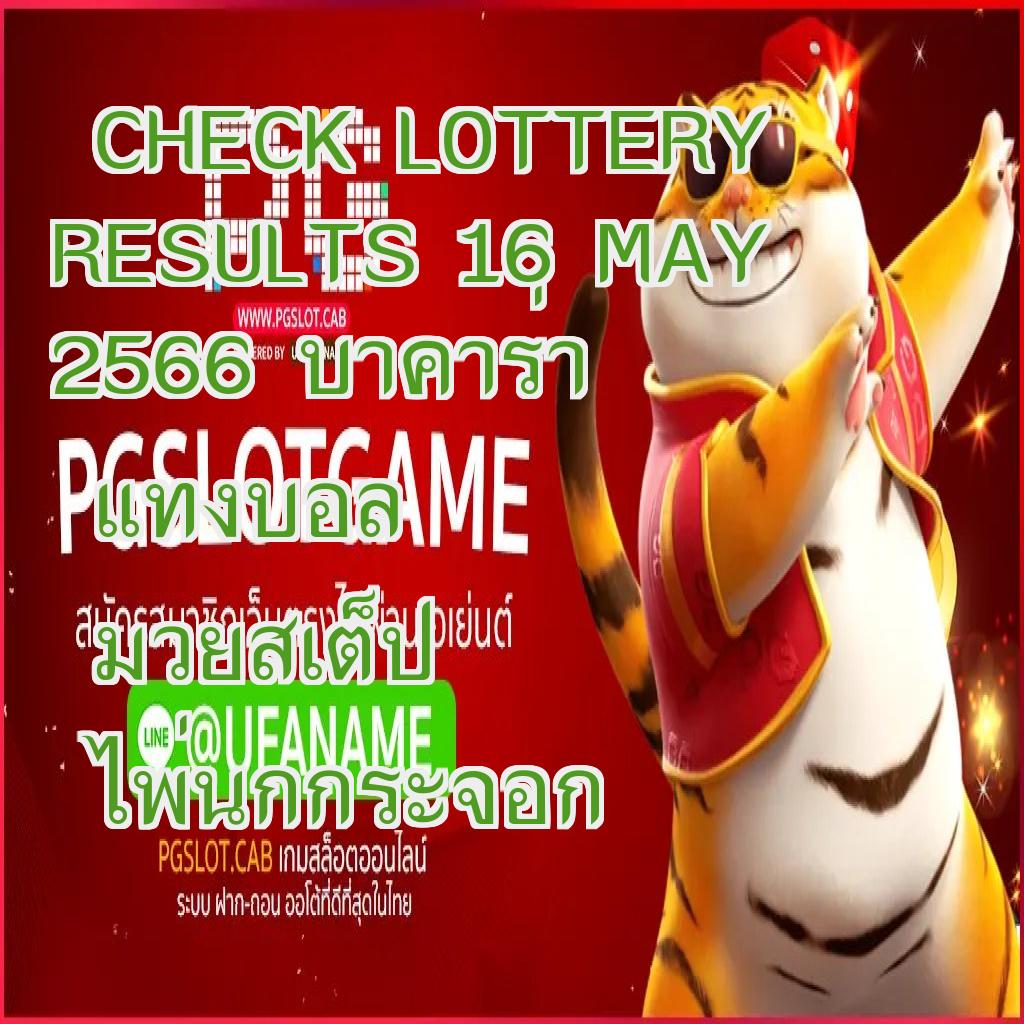 CHECK LOTTERY
RESULTS 16 MAY
WWW.PGSLOT.CAB
2566 บาคารา
PGSLOTGAME
แทงบอล
มวยสเต็ป
LINE @UFANAME
ไพ่นกกระจอก
PGSLOT.CAB เกมสล็อตออนไลน์
ระบบ ฝาก-ถอน ออโต้ที่ดีที่สุดในไทย